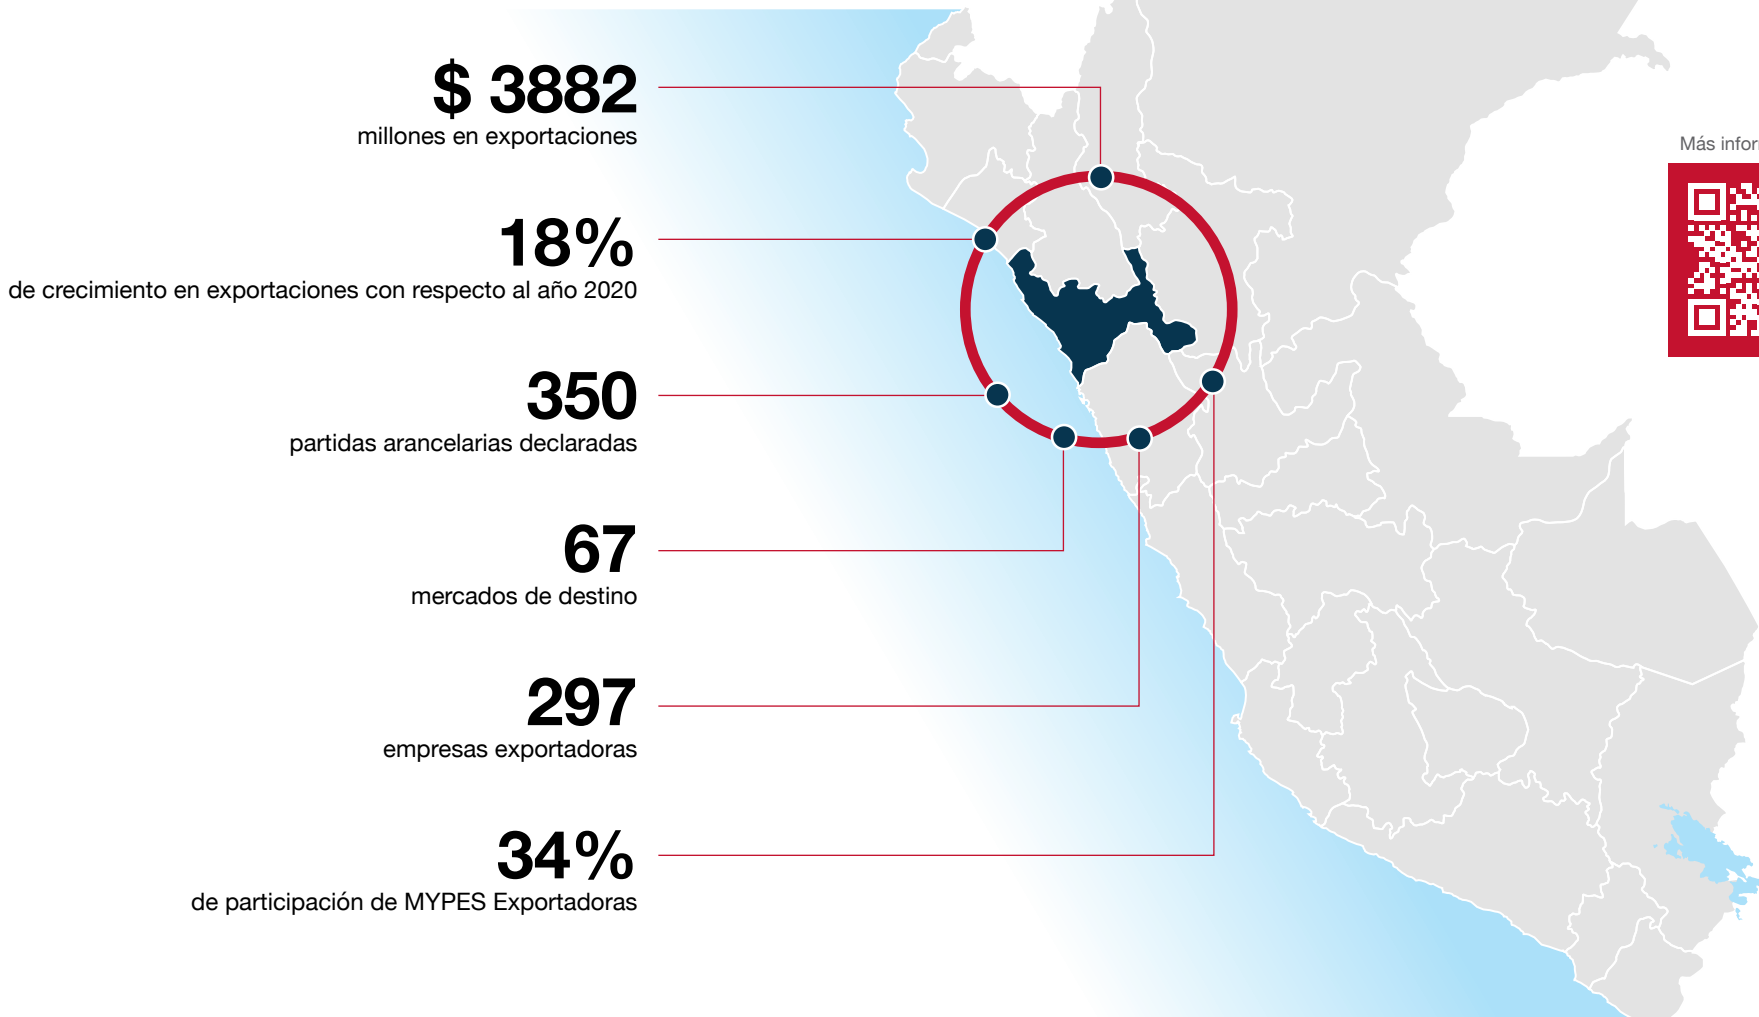 $ 3882
millones en exportaciones
Más
18%
de crecimiento en exportaciones con respecto al año 2020
350
partidas arancelarias declaradas
67
mercados de destino
297
empresas exportadoras
34%
de participación de MYPES Exportadoras